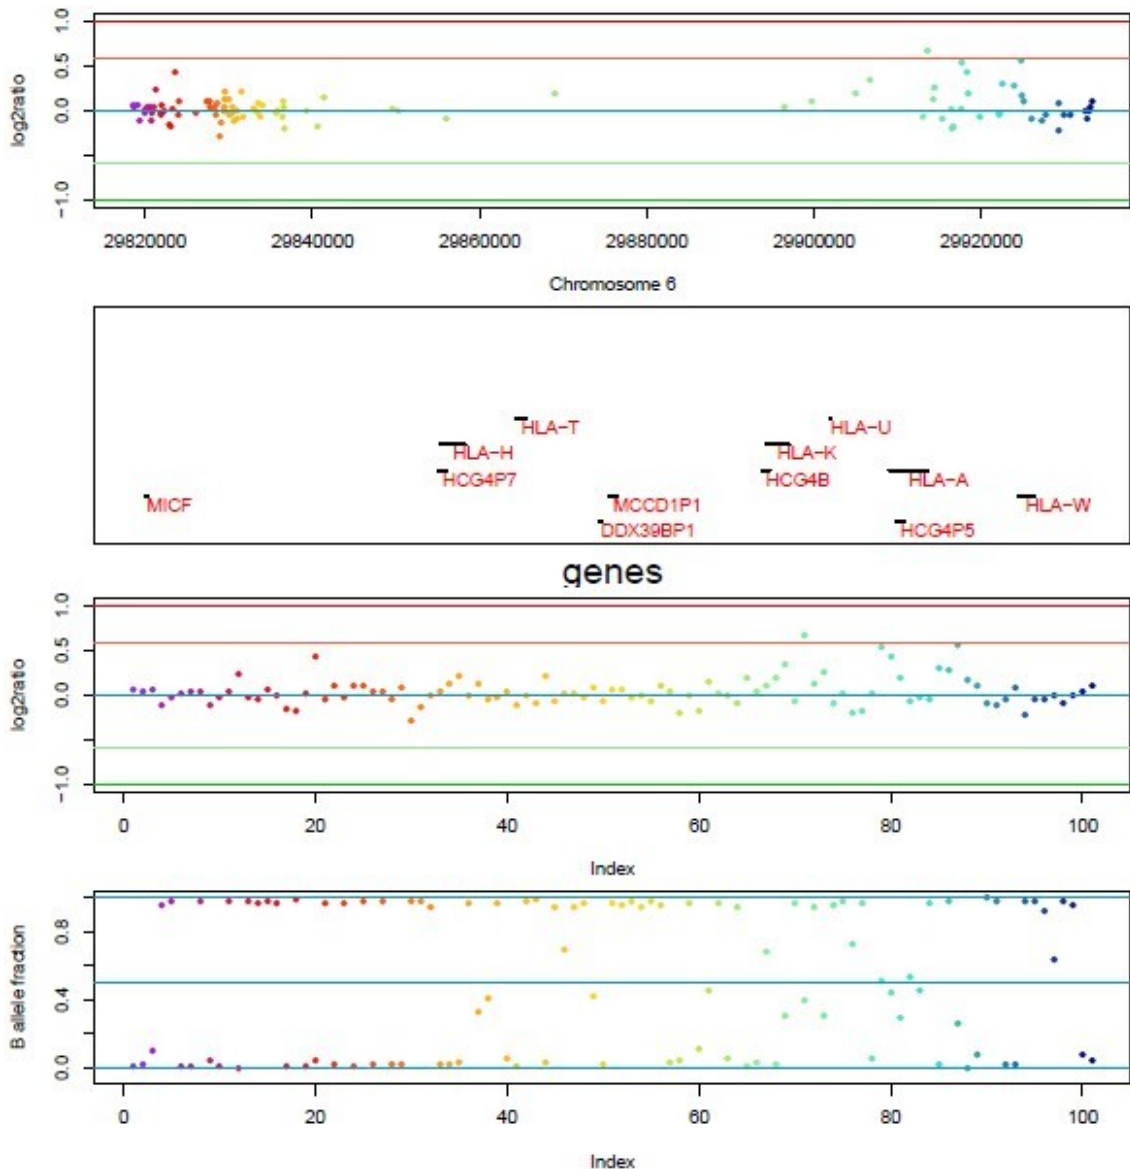 1.0
0.5
0.0
−1.0
log2ratio
29820000 29840000 29860000 29880000 29900000 29920000
Chromosome 6
HLA−T HLA−U
HLA−H HLA−K
HCG4P7 HCG4B HLA−A
MICF MCCD1P1 HLA−W
DDX39BP1 HCG4P5
genes
1.0
0.5
0.0
−1.0
log2ratio
0 20 40 60 80 100
Index
0.8
0.4
0.0
B allele fraction
0 20 40 60 80 100
Index